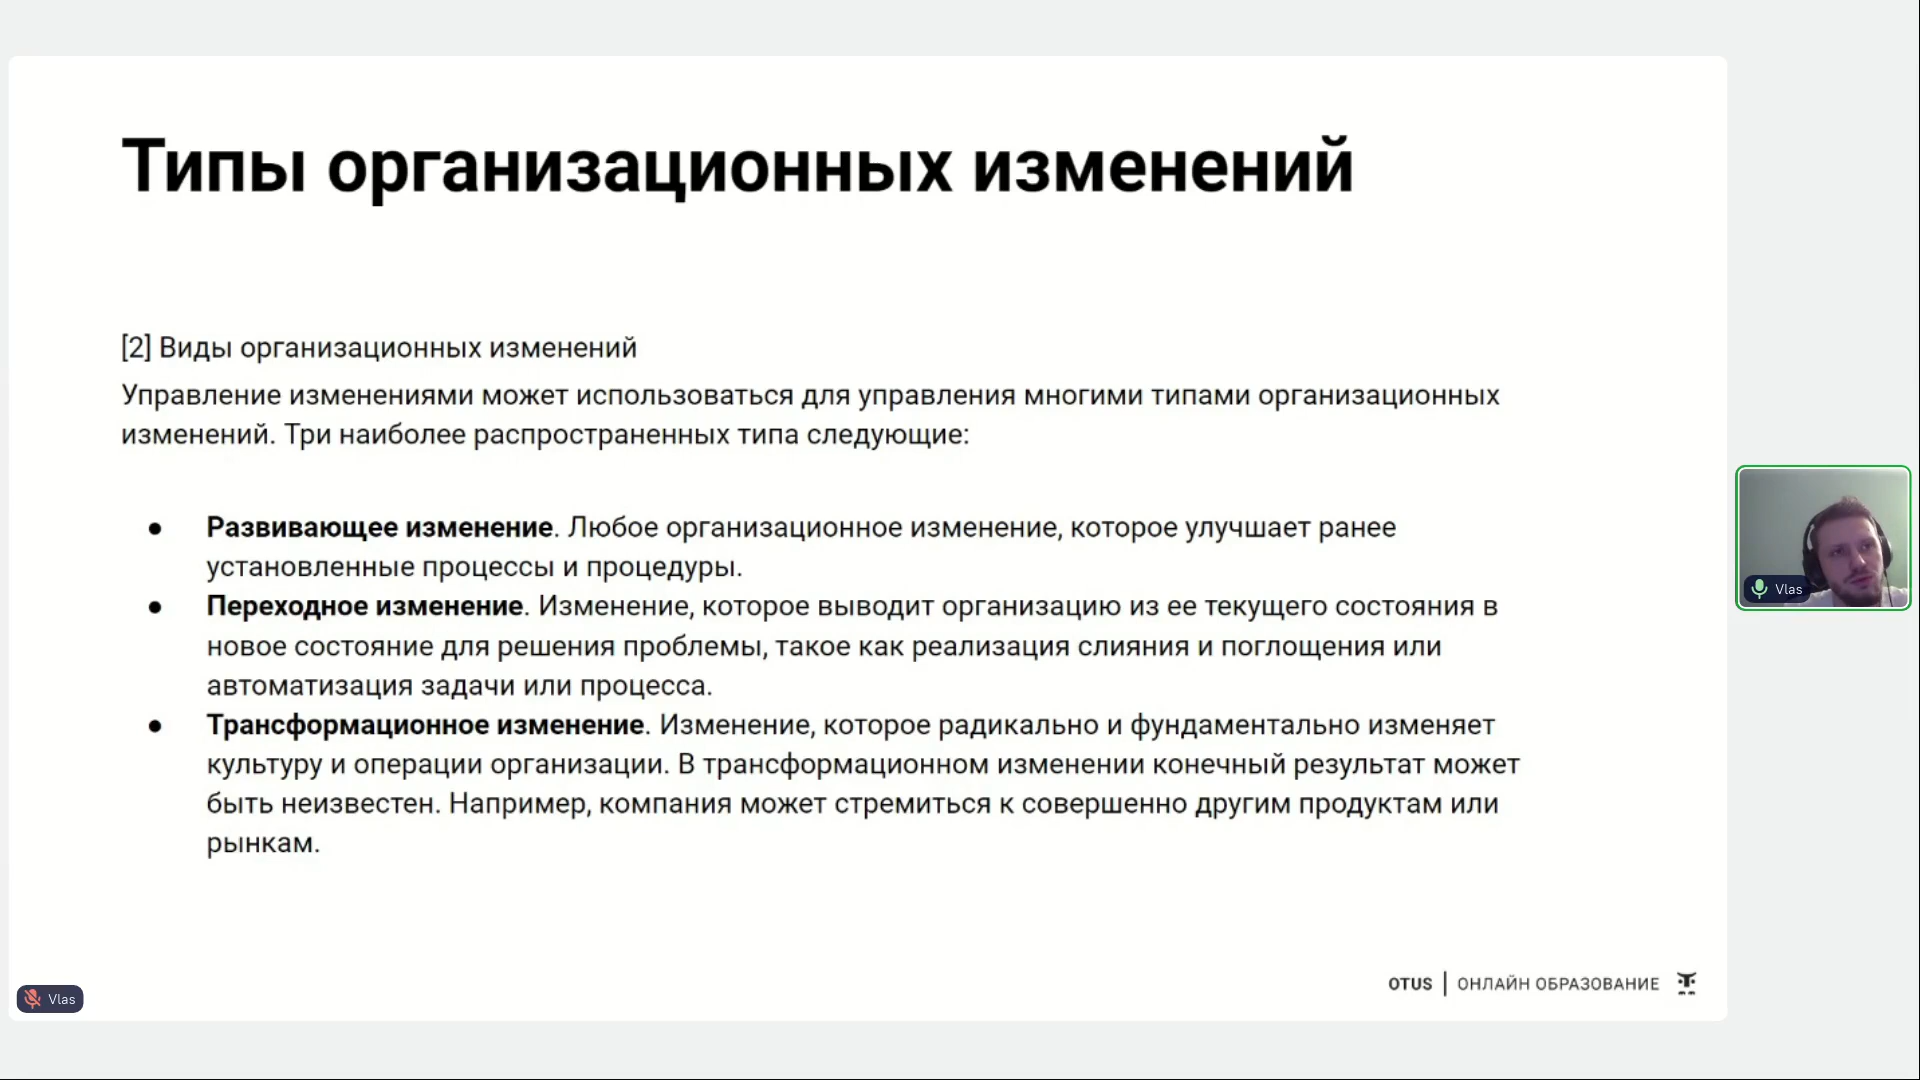 Типы организационных изменений
[2] Виды организационных изменений
Управление изменениями может использоваться для управления многими типами организационных
изменений. Три наиболее распространенных типа следующие:
● Развивающее изменение. Любое организационное изменение, которое улучшает ранее
установленные процессы и процедуры.
● Переходное изменение. Изменение, которое выводит организацию из ее текущего состояния в
новое состояние для решения проблемы, такое как реализация слияния и поглощения или
автоматизация задачи или процесса.
● Трансформационное изменение. Изменение, которое радикально и фундаментально изменяет
культуру и операции организации. В трансформационном изменении конечный результат может
быть неизвестен. Например, компания может стремиться к совершенно другим продуктам или
рынкам.
Vlas
OTUS | ОНЛАЙН ОБРАЗОВАНИЕ
Vlas